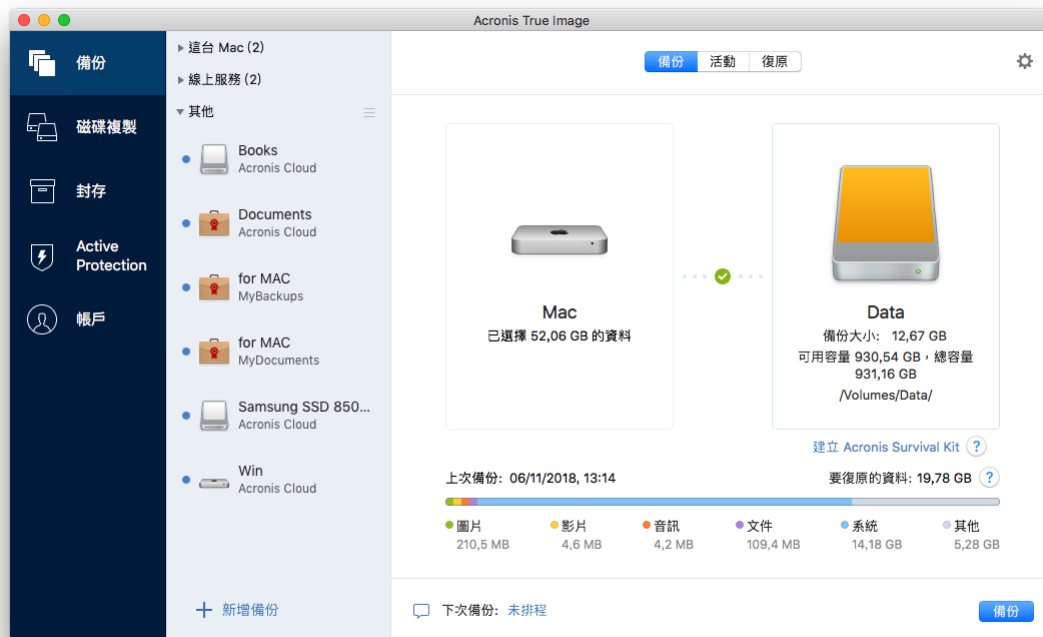 Acronis True Image
備份
磁碟複製
封存
Active
Protection
帳戶
這台 Mac (2)
線上服務 (2)
其他
Books
Acronis Cloud
Documents
Acronis Cloud
for MAC
MyBackups
for MAC
MyDocuments
Samsung SSD 850...
Acronis Cloud
Win
Acronis Cloud
新增備份
備份 活動 復原
Mac
已選擇 52,06 GB 的資料
Data
備份大小: 12,67 GB
可用容量 930,54 GB，總容量
931,16 GB
/Volumes/Data/
建立 Acronis Survival Kit ?
上次備份: 06/11/2018, 13:14
要復原的資料: 19,78 GB ?
圖片 影片 音訊 文件 系統 其他
210,5 MB 4,6 MB 4,2 MB 109,4 MB 14,18 GB 5,28 GB
下次備份: 未排程
備份